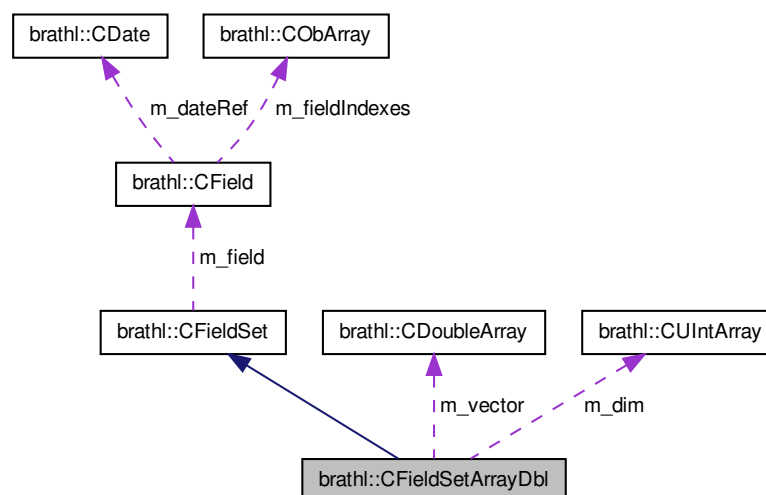 brathl::CDate
brathl::CObArray
m_dateRef
m_fieldIndexes
brathl::CField
m_field
brathl::CFieldSet
brathl::CDoubleArray
brathl::CUIntArray
m_vector
m_dim
brathl::CFieldSetArrayDbl